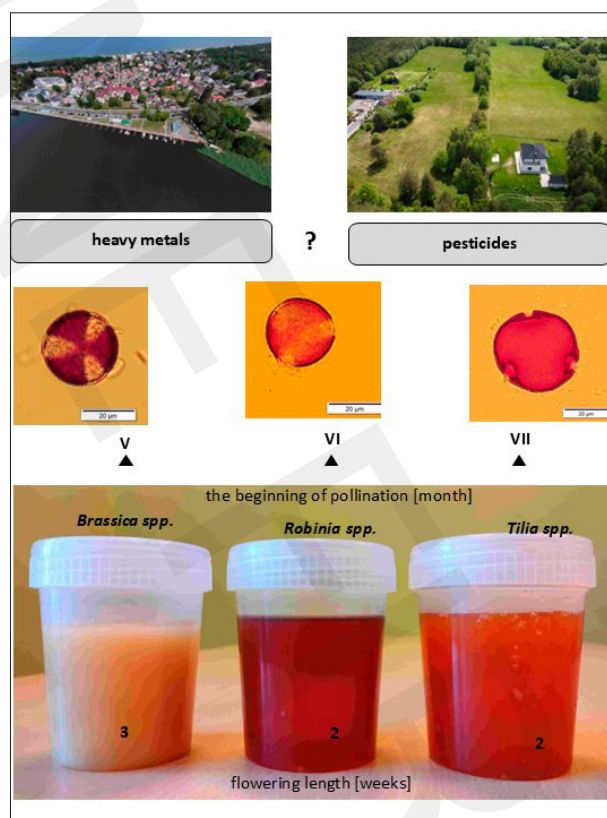 heavy metals
?
pesticides
20 µm
20 µm
20 µm
V
VI
VII
the beginning of pollination [month]
Brassica spp.
Robinia spp.
Tilia spp.
3
2
2
flowering length [weeks]